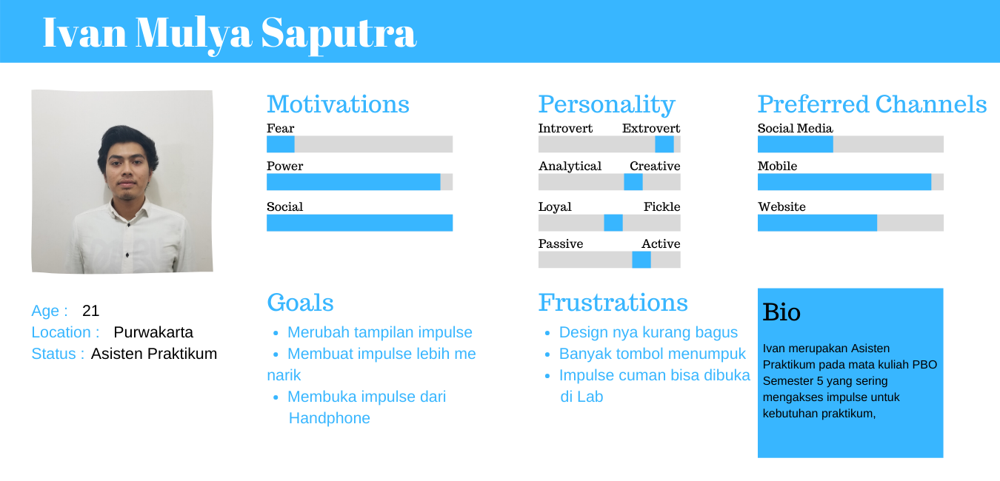 Ivan Mulya Saputra
Motivations
Fear
Power
Social
Personality
Introvert Extrovert
Analytical Creative
Loyal Fickle
Passive Active
Preferred Channels
Social Media
Mobile
Website
Age : 21
Location : Purwakarta
Status : Asisten Praktikum
Goals
• Merubah tampilan impulse
• Membuat impulse lebih me
narik
• Membuka impulse dari
Handphone
Frustrations
• Design nya kurang bagus
• Banyak tombol menumpuk
• Impulse cuman bisa dibuka
di Lab
Bio
Ivan merupakan Asisten
Praktikum pada mata kuliah PBO
Semester 5 yang sering
mengakses impulse untuk
kebutuhan praktikum,